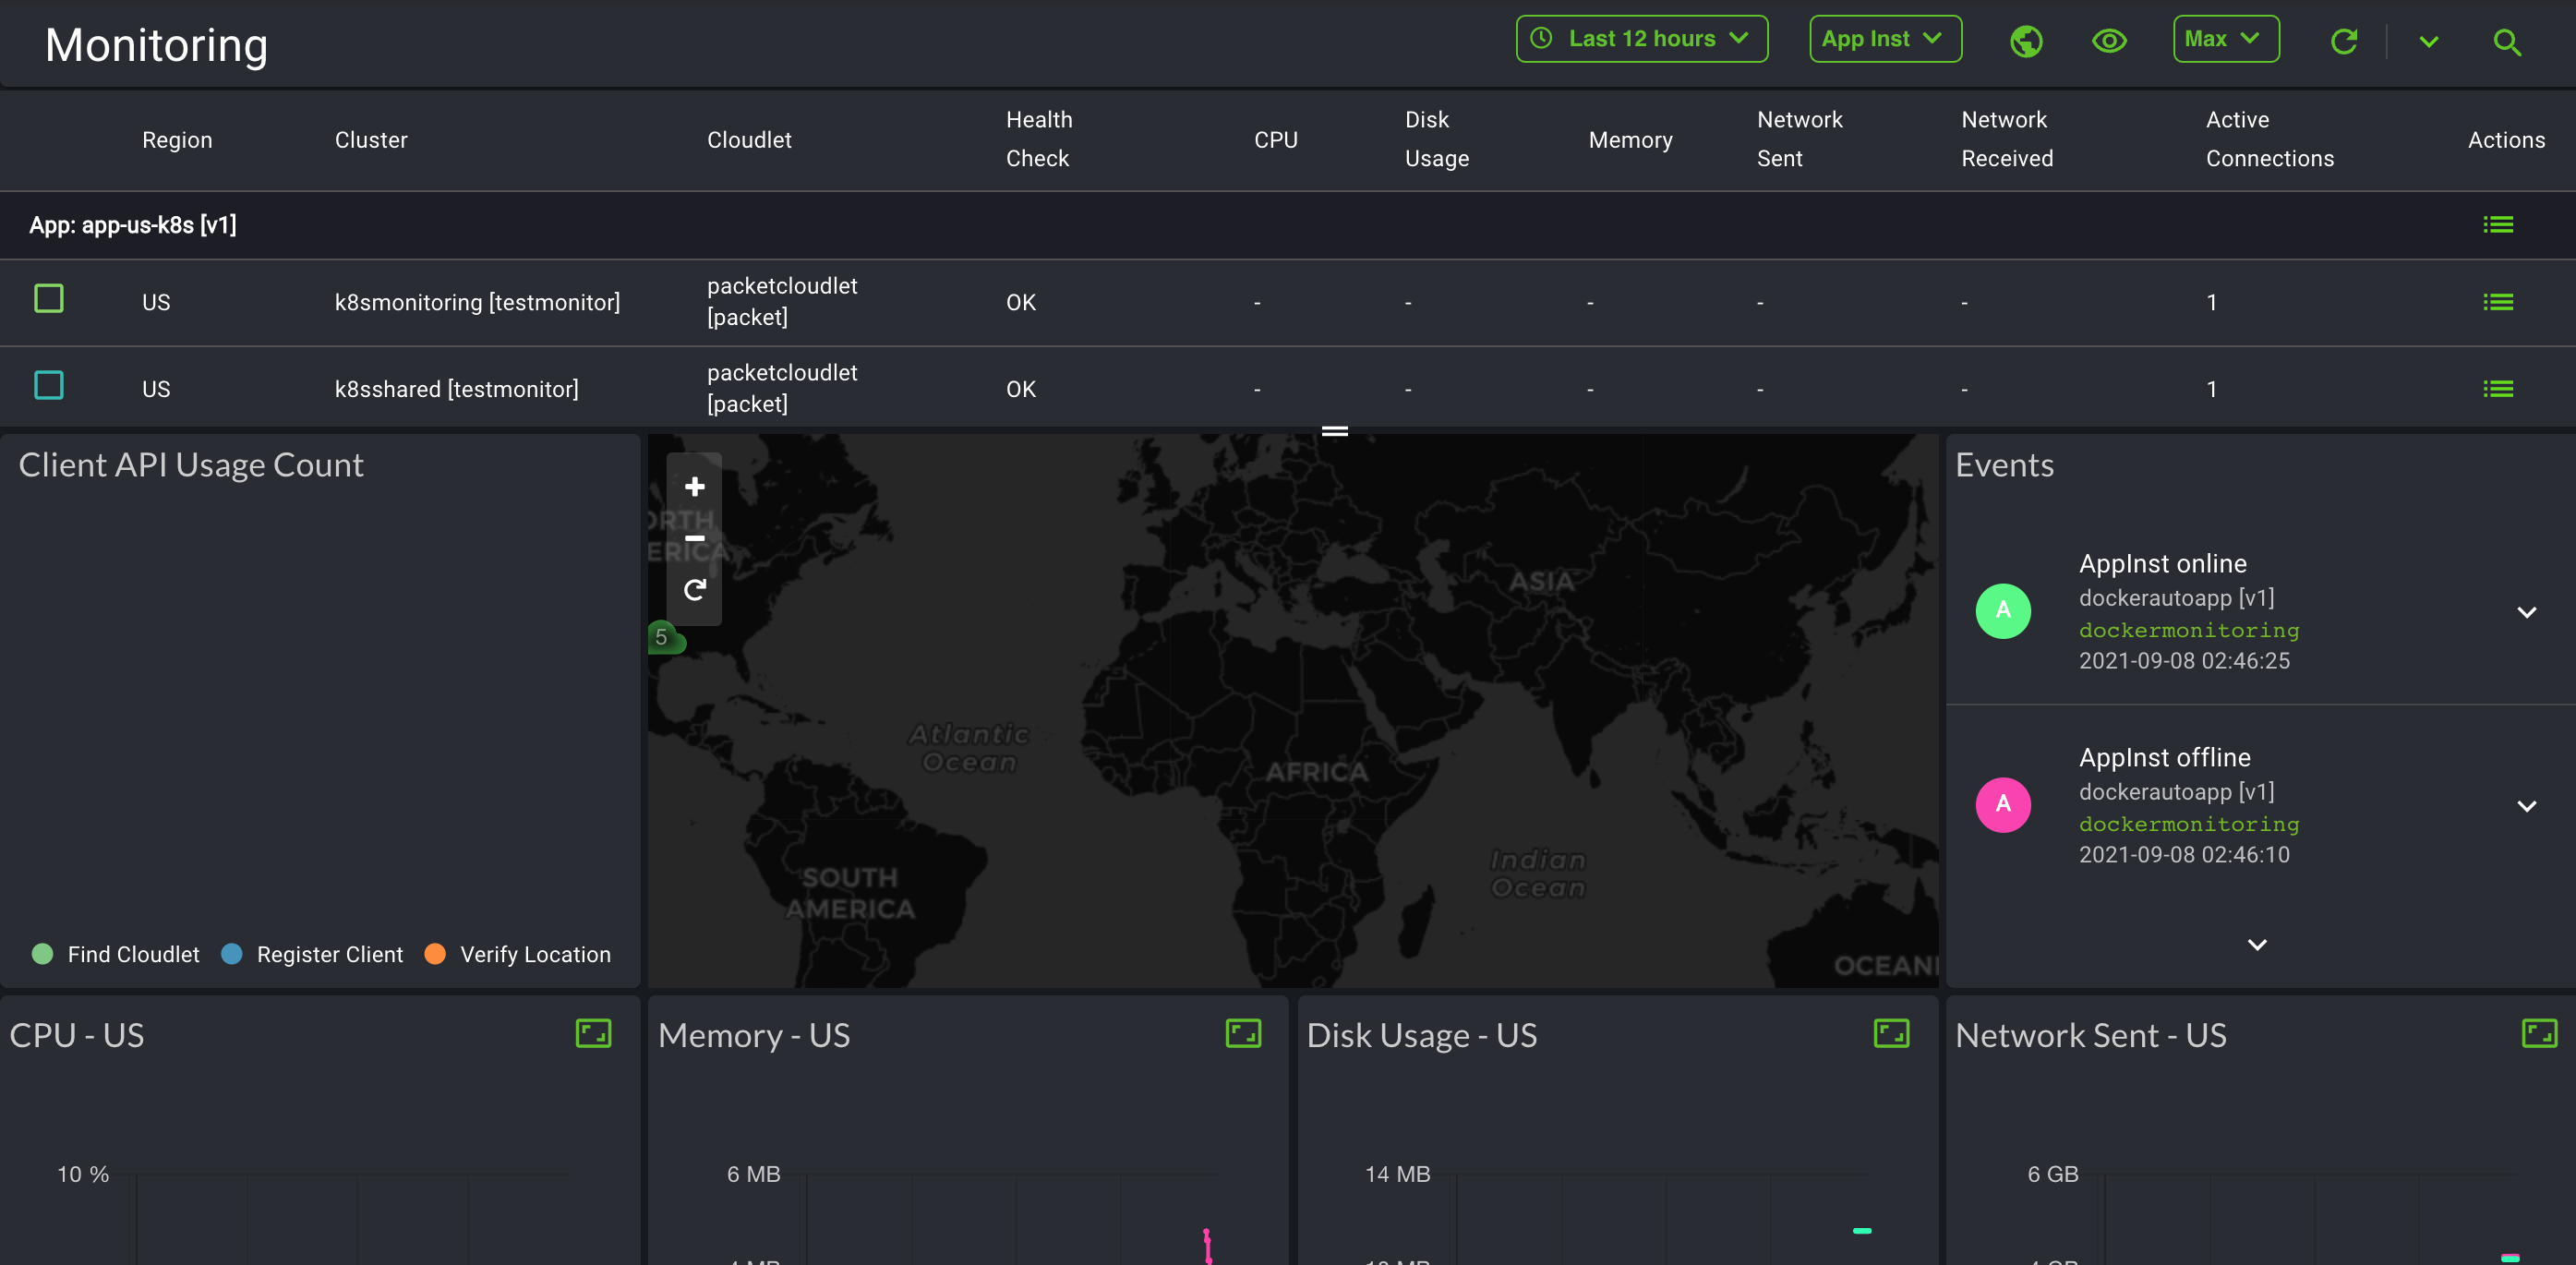 Monitoring
Last 12 hours
App Inst
Max
Region
Cluster
Cloudlet
Health
Check
CPU
Disk
Usage
Memory
Network
Sent
Network
Received
Active
Connections
Actions
App: app-us-k8s [v1]
US
k8smonitoring [testmonitor]
packetcloudlet
[packet]
OK
-
-
-
-
-
1
US
k8sshared [testmonitor]
packetcloudlet
[packet]
OK
-
-
-
-
-
1
Client API Usage Count
Find Cloudlet
Register Client
Verify Location
5
Atlantic
Ocean
SOUTH
AMERICA
AFRICA
ASIA
Indian
Ocean
Events
A
AppInst online
dockerautoapp [v1]
dockermonitoring
2021-09-08 02:46:25
A
AppInst offline
dockerautoapp [v1]
dockermonitoring
2021-09-08 02:46:10
CPU - US
10 %
Memory - US
6 MB
Disk Usage - US
14 MB
Network Sent - US
6 GB